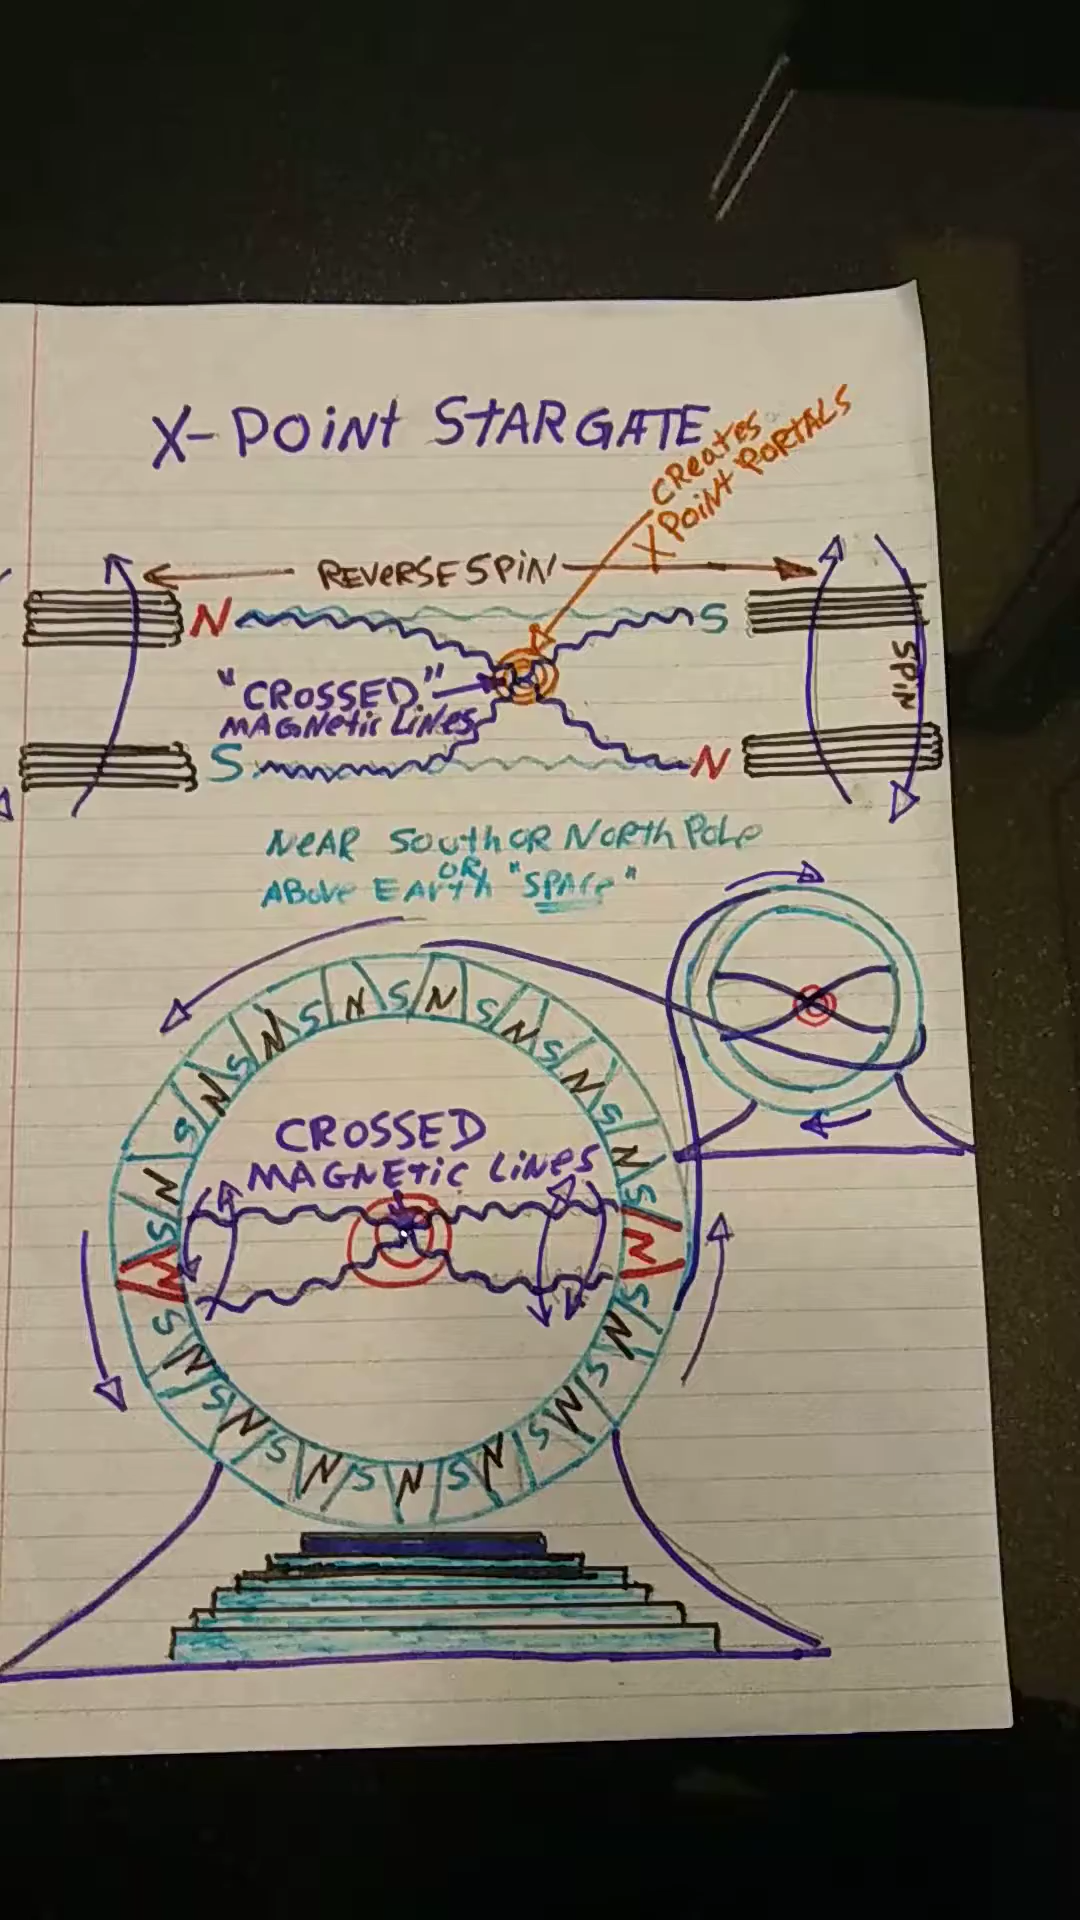 X-POINT STARGATE
CREATES
X POINT PORTALS
REVERSE SPIN
N S
"CROSSED"
MAGNETIC LINES
SPIN
S N
NEAR SOUTH OR NORTH POLE
OR
ABOVE EARTH "SPACE"
S N S N S N S N S N S N S N S N S
CROSSED
MAGNETIC LINES
N N
S N S N S N S N S N S N S N S